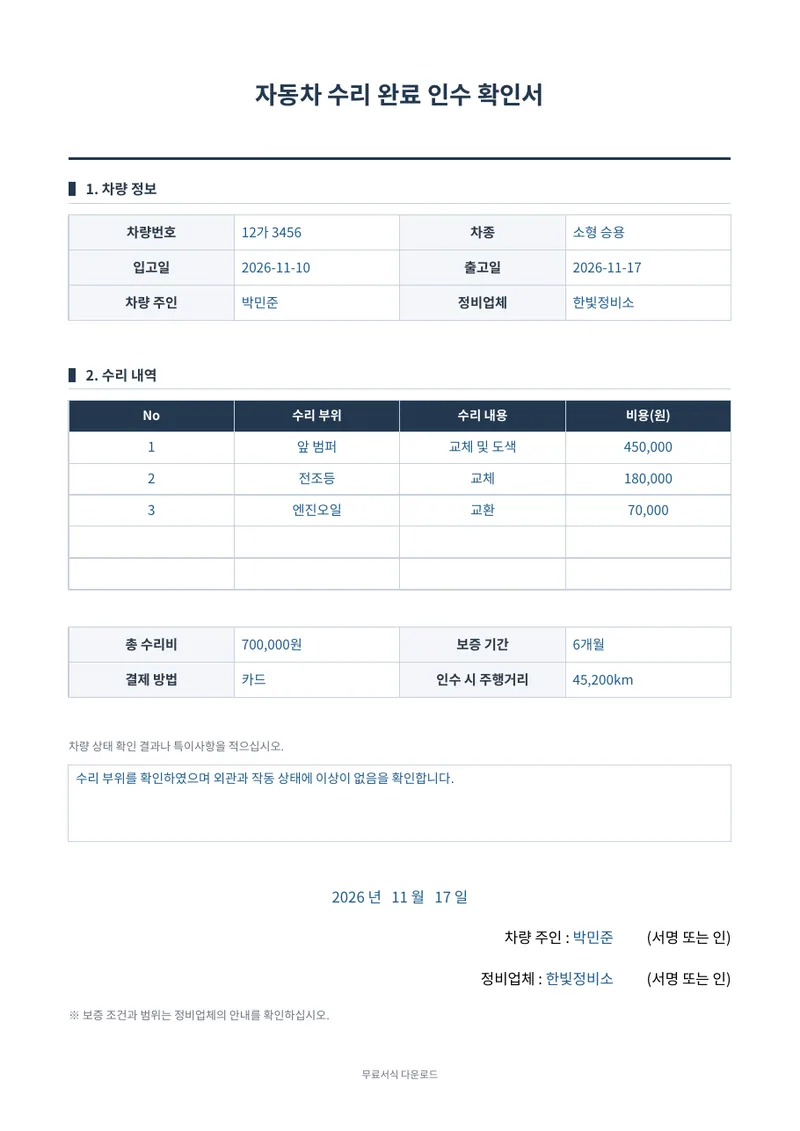 자동차 수리 완료 인수 확인서
1. 차량 정보
차량번호 12가 3456 차종 소형 승용
입고일 2026-11-10 출고일 2026-11-17
차량 주인 박민준 정비업체 한빛정비소
2. 수리 내역
No 수리 부위 수리 내용 비용(원)
1 앞 범퍼 교체 및 도색 450,000
2 전조등 교체 180,000
3 엔진오일 교환 70,000
총 수리비 700,000원 보증 기간 6개월
결제 방법 카드 인수 시 주행거리 45,200km
차량 상태 확인 결과나 특이사항을 적으십시오.
수리 부위를 확인하였으며 외관과 작동 상태에 이상이 없음을 확인합니다.
2026 년 11 월 17 일
차량 주인 : 박민준 (서명 또는 인)
정비업체 : 한빛정비소 (서명 또는 인)
※ 보증 조건과 범위는 정비업체의 안내를 확인하십시오.
무료서식 다운로드